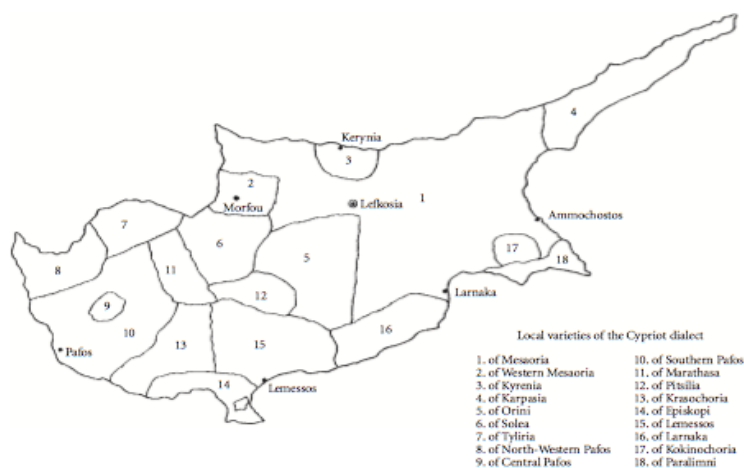 4
Kerynia
3
2
1
Morfou
Lefkosia
7
Ammochostos
6
5
17
18
8
11
12
Larnaka
9
10
16
13
15
Pafos
14
Lemessos
Local varieties of the Cypriot dialect
1. of Mesaoria
2. of Western Mesaoria
3. of Kyrenia
4. of Karpasia
5. of Orini
6. of Solea
7. of Tyliria
8. of North-Western Pafos
9. of Central Pafos
10. of Southern Pafos
11. of Marathasa
12. of Pitsilia
13. of Krasochoria
14. of Episkopi
15. of Lemessos
16. of Larnaka
17. of Kokinochoria
18. of Paralimni